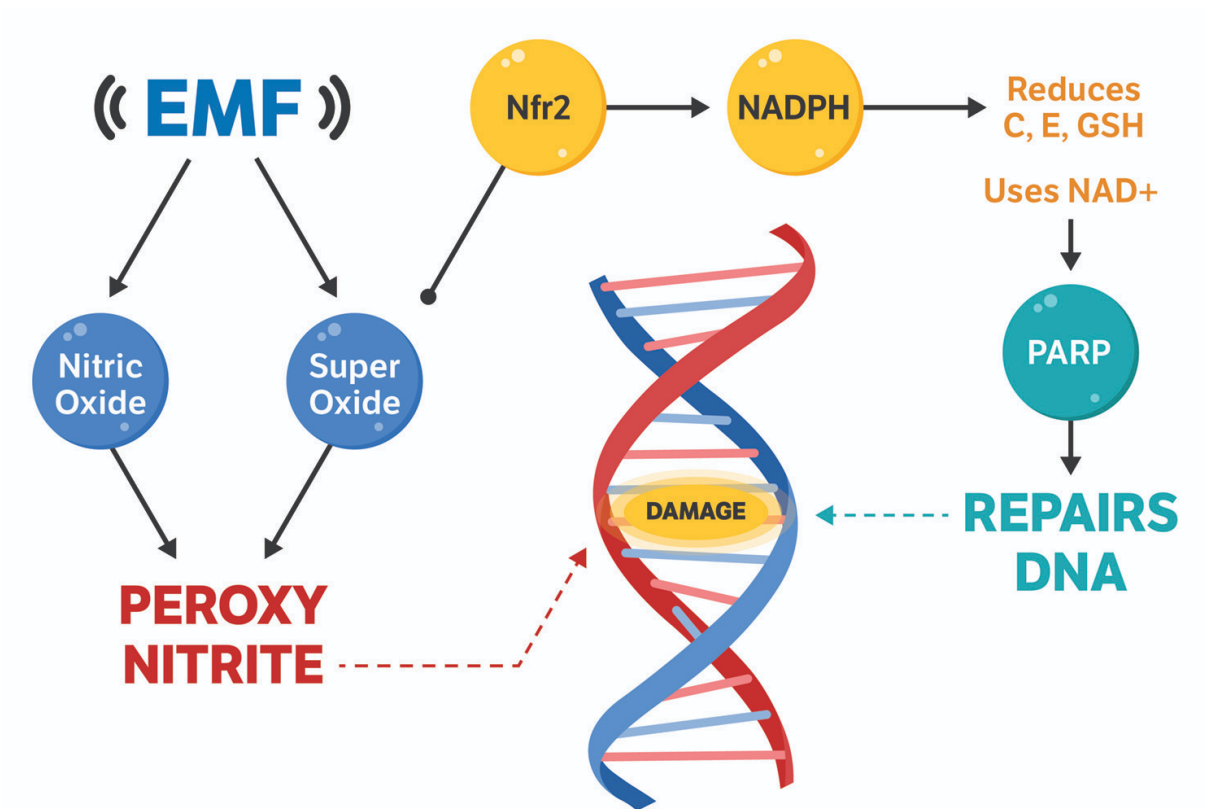 EMF
Nfr2
NADPH
Reduces
C, E, GSH
Uses NAD+
Nitric
Oxide
Super
Oxide
PARP
DAMAGE
REPAIRS
DNA
PEROXY
NITRITE